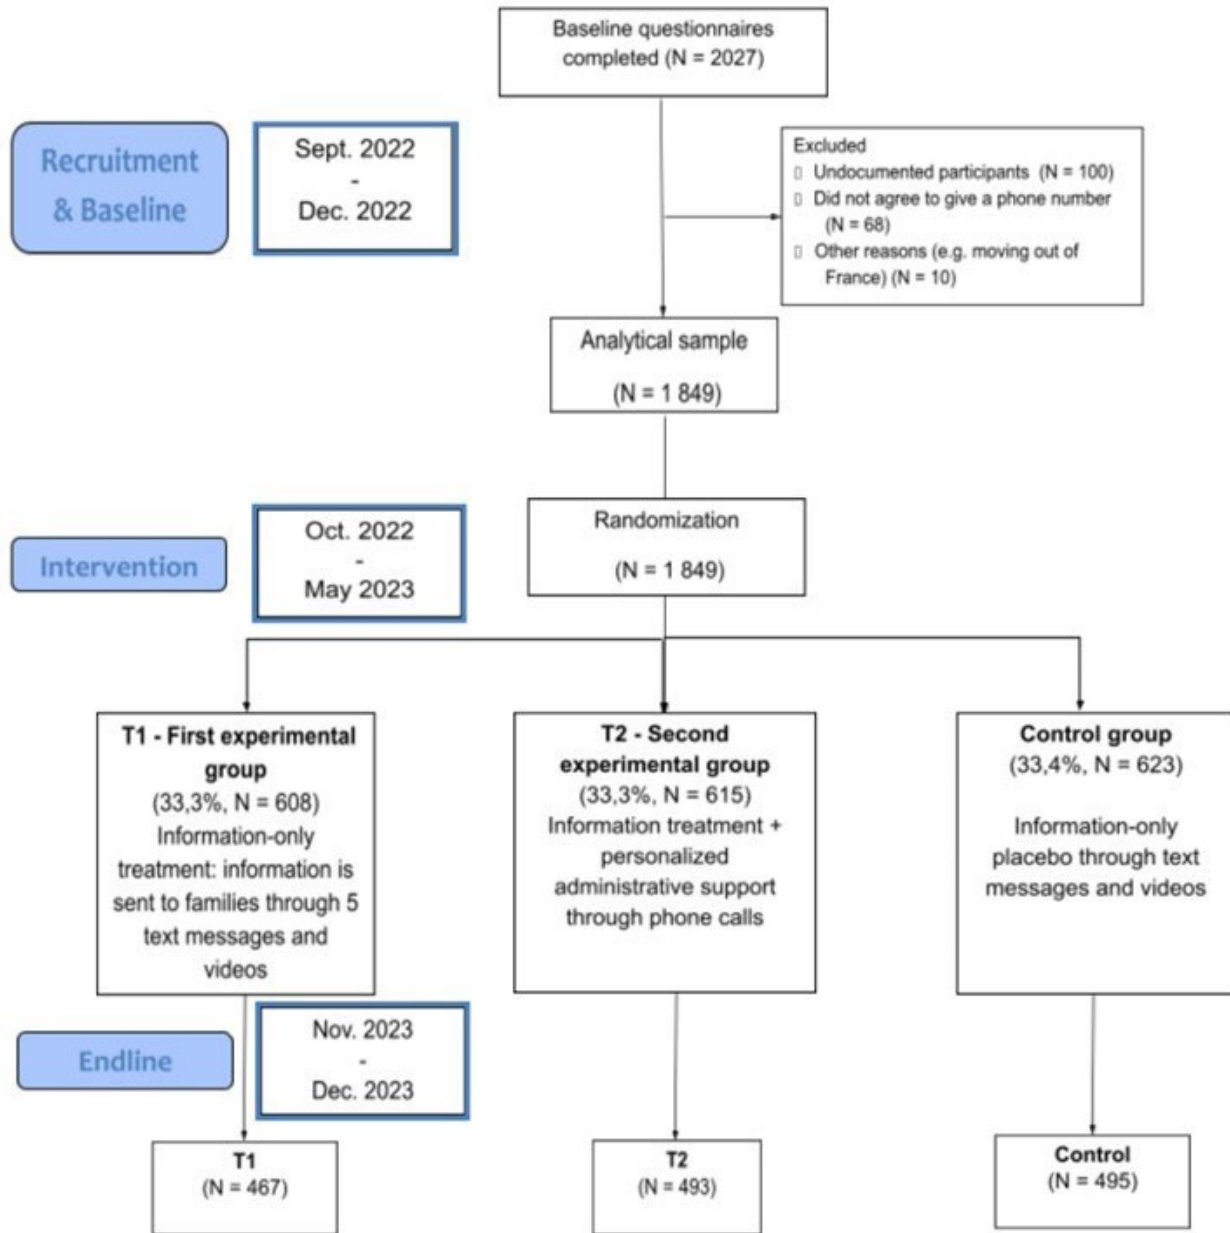 Baseline questionnaires
completed (N = 2027)
Recruitment
& Baseline
Sept. 2022
-
Dec. 2022
Excluded
▯ Undocumented participants (N = 100)
▯ Did not agree to give a phone number
(N = 68)
▯ Other reasons (e.g. moving out of
France) (N = 10)
Analytical sample
(N = 1 849)
Intervention
Oct. 2022
-
May 2023
Randomization
(N = 1 849)
T1 - First experimental
group
(33,3%, N = 608)
Information-only
treatment: information is
sent to families through 5
text messages and
videos
T2 - Second
experimental group
(33,3%, N = 615)
Information treatment +
personalized
administrative support
through phone calls
Control group
(33,4%, N = 623)
Information-only
placebo through text
messages and videos
Endline
Nov. 2023
-
Dec. 2023
T1
(N = 467)
T2
(N = 493)
Control
(N = 495)